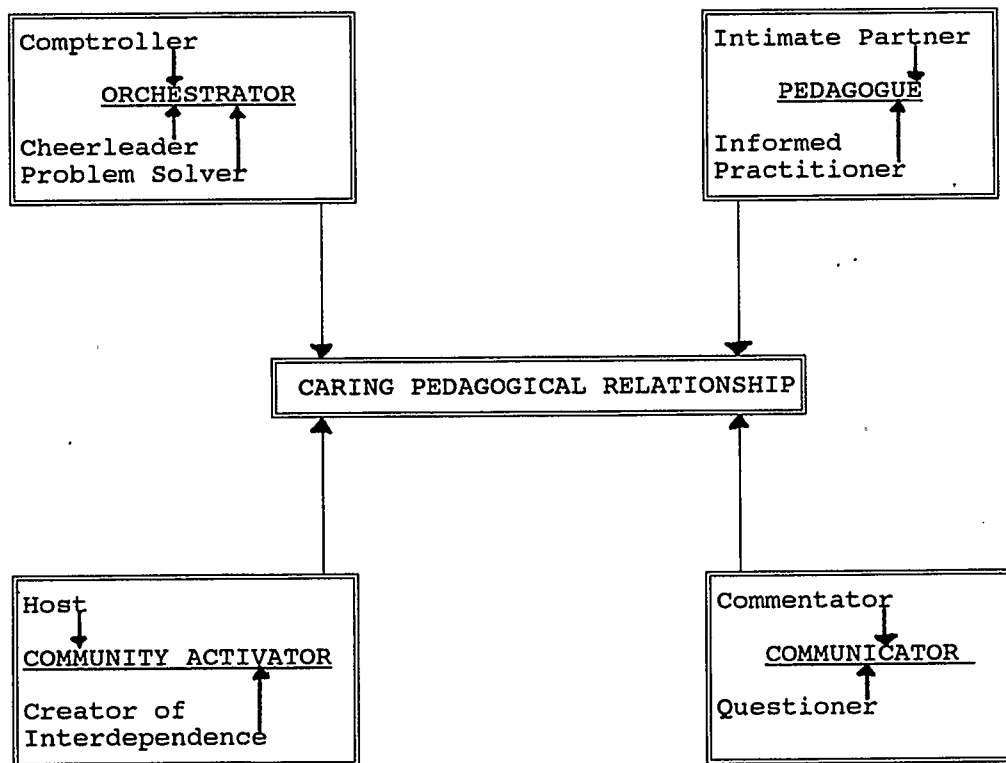 Comptroller
ORCHESTRATOR
Cheerleader
Problem Solver
Intimate Partner
PEDAGOGUE
Informed
Practitioner
CARING PEDAGOGICAL RELATIONSHIP
Host
COMMUNITY ACTIVATOR
Creator of
Interdependence
Commentator
COMMUNICATOR
Questioner